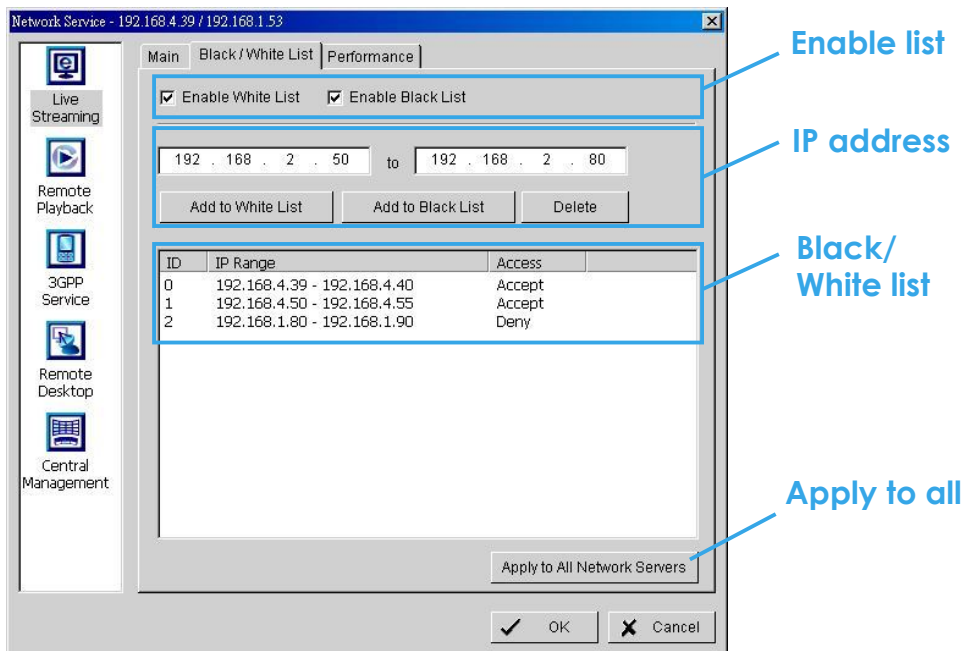 Network Service - 192.168.4.39 / 192.168.1.53
Live
Streaming
Remote
Playback
3GPP
Service
Remote
Desktop
Central
Management
Main
Black / White List
Performance
Enable White List
Enable Black List
192 . 168 . 2 . 50 to 192 . 168 . 2 . 80
Add to White List
Add to Black List
Delete
ID IP Range Access
0 192.168.4.39 - 192.168.4.40 Accept
1 192.168.4.50 - 192.168.4.55 Accept
2 192.168.1.80 - 192.168.1.90 Deny
Apply to All Network Servers
OK
Cancel
Enable list
IP address
Black/
White list
Apply to all